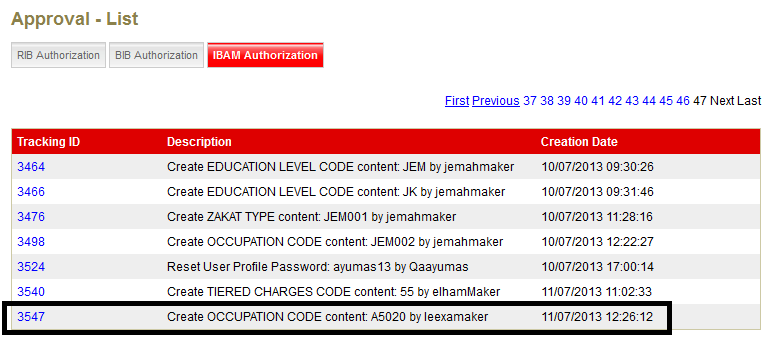 Approval - List
RIB Authorization BIB Authorization IBAM Authorization
First Previous 37 38 39 40 41 42 43 44 45 46 47 Next Last
Tracking ID Description Creation Date
3464 Create EDUCATION LEVEL CODE content: JEM by jemahmaker 10/07/2013 09:30:26
3466 Create EDUCATION LEVEL CODE content: JK by jemahmaker 10/07/2013 09:31:46
3476 Create ZAKAT TYPE content: JEM001 by jemahmaker 10/07/2013 11:28:16
3498 Create OCCUPATION CODE content: JEM002 by jemahmaker 10/07/2013 12:22:27
3524 Reset User Profile Password: ayumas13 by Qaayumas 10/07/2013 17:00:14
3540 Create TIERED CHARGES CODE content: 55 by elhamMaker 11/07/2013 11:02:33
3547 Create OCCUPATION CODE content: A5020 by leexamaker 11/07/2013 12:26:12